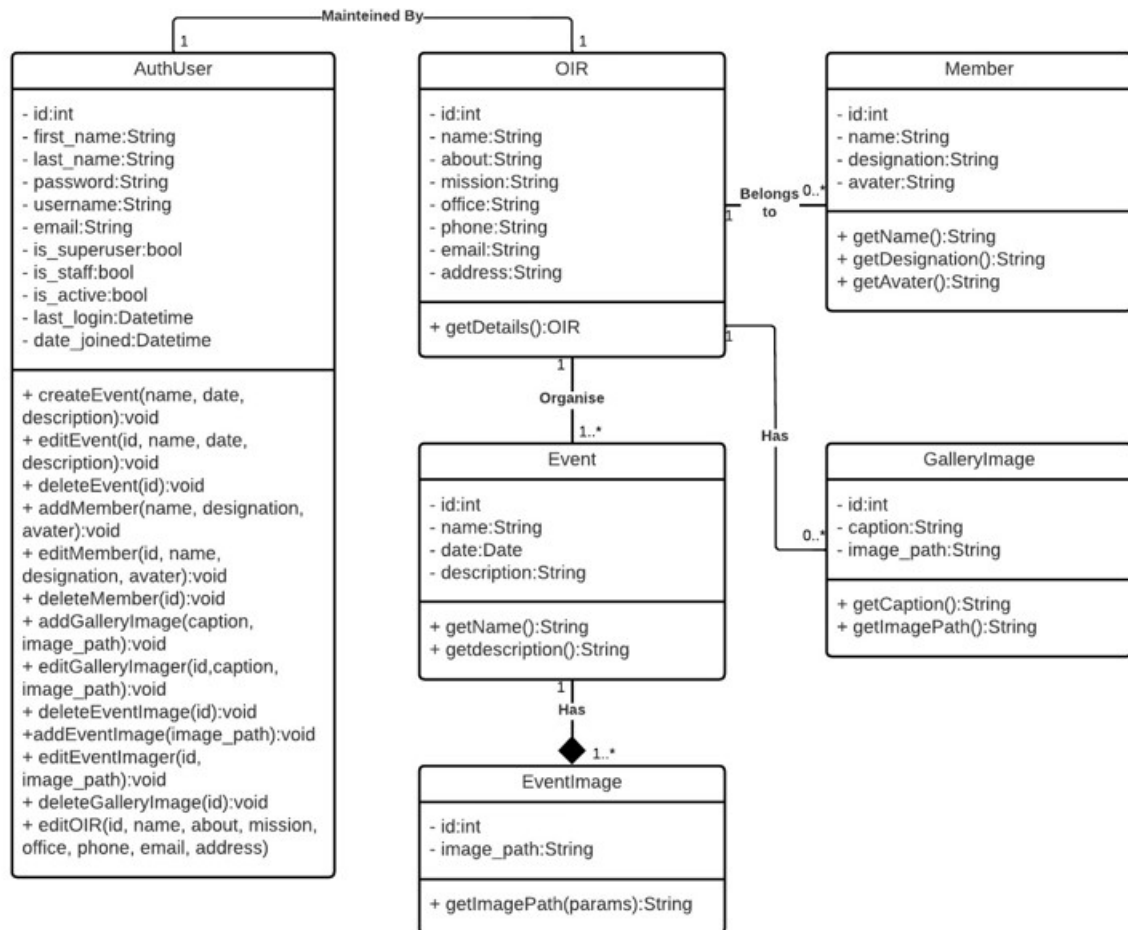 Mainteined By
1
1
AuthUser
- id:int
- first_name:String
- last_name:String
- password:String
- username:String
- email:String
- is_superuser:bool
- is_staff:bool
- is_active:bool
- last_login:Datetime
- date_joined:Datetime
+ createEvent(name, date,
description):void
+ editEvent(id, name, date,
description):void
+ deleteEvent(id):void
+ addMember(name, designation,
avater):void
+ editMember(id, name,
designation, avater):void
+ deleteMember(id):void
+ addGalleryImage(caption,
image_path):void
+ editGalleryImager(id,caption,
image_path):void
+ deleteEventImage(id):void
+addEventImage(image_path):void
+ editEventImager(id,
image_path):void
+ deleteGalleryImage(id):void
+ editOIR(id, name, about, mission,
office, phone, email, address)
OIR
- id:int
- name:String
- about:String
- mission:String
- office:String
- phone:String
- email:String
- address:String
+ getDetails():OIR
Belongs
to
1
0..*
Member
- id:int
- name:String
- designation:String
- avater:String
+ getName():String
+ getDesignation():String
+ getAvater():String
1
Has
0..*
GalleryImage
- id:int
- caption:String
- image_path:String
+ getCaption():String
+ getImagePath():String
1
Organise
1..*
Event
- id:int
- name:String
- date:Date
- description:String
+ getName():String
+ getdescription():String
1
Has
1..*
EventImage
- id:int
- image_path:String
+ getImagePath(params):String